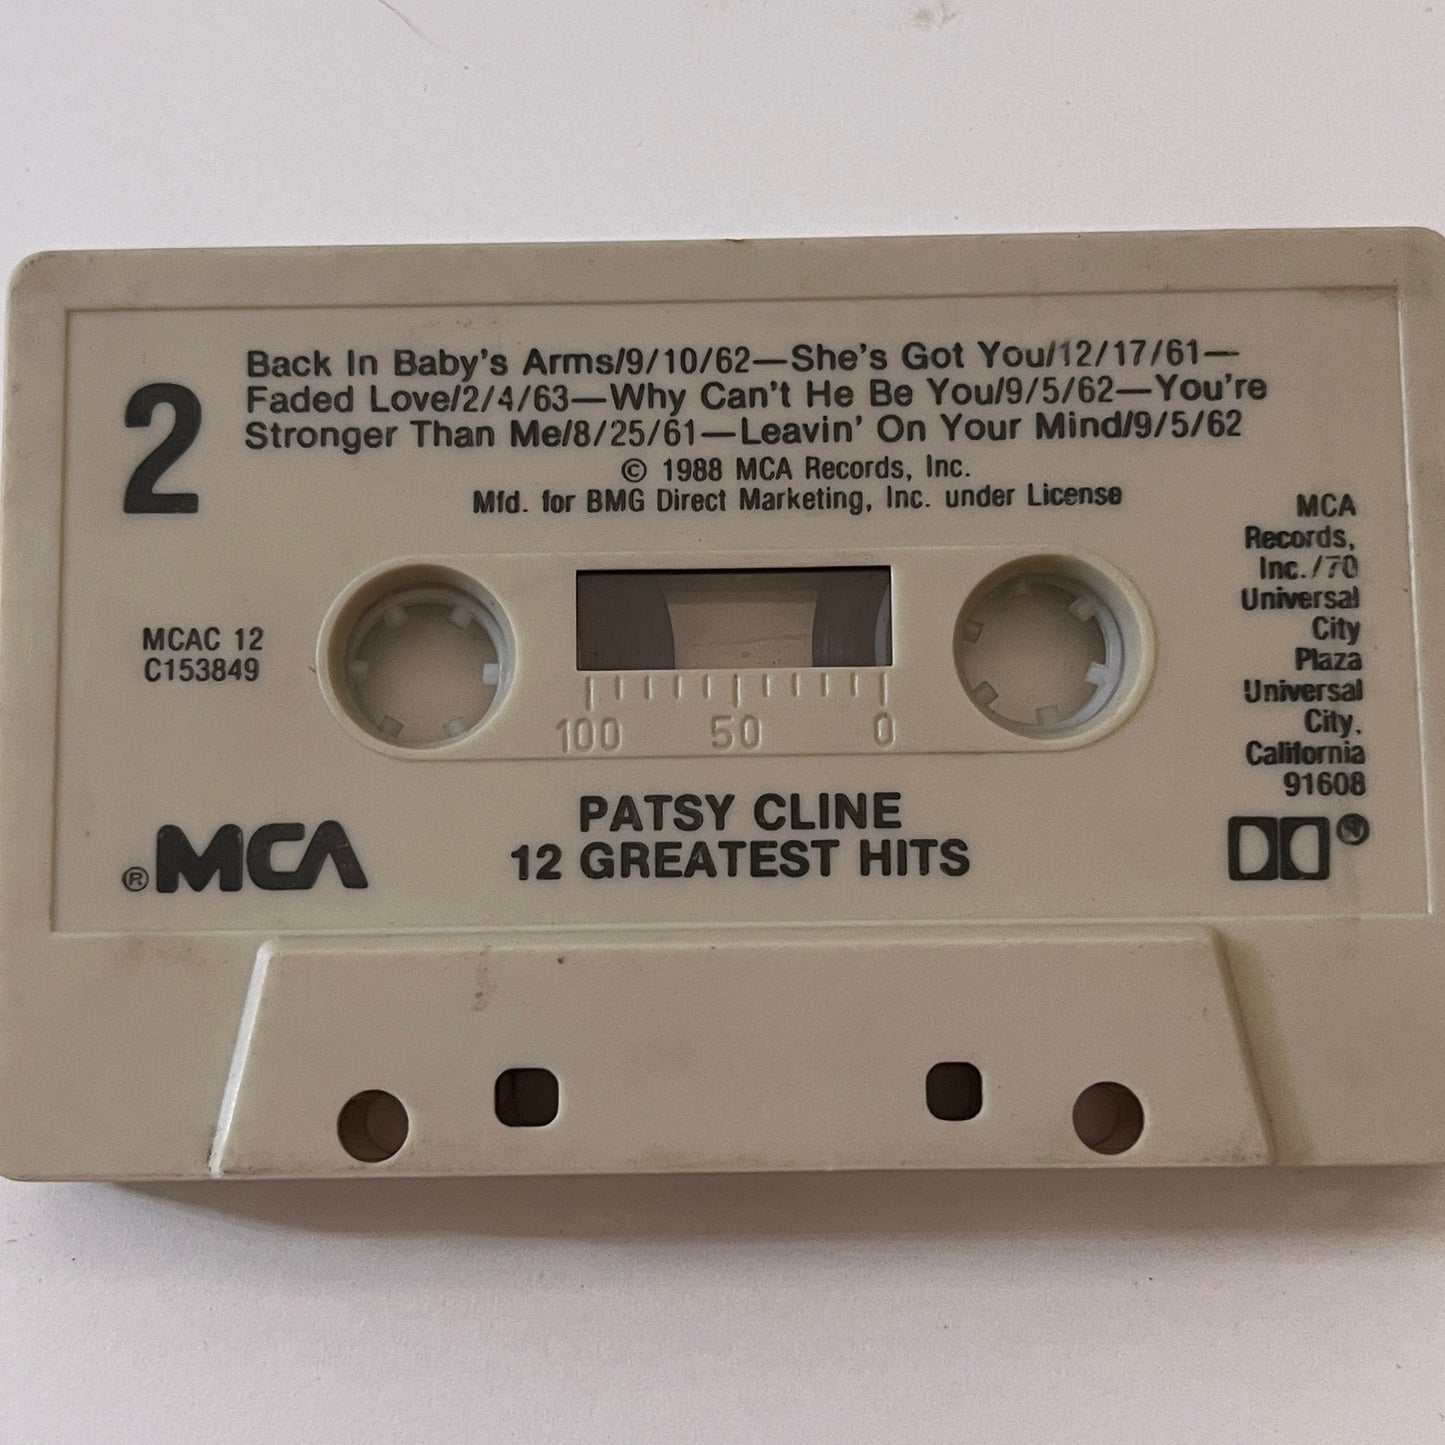 2
Back In Baby's Arms/9/10/62—She's Got You/12/17/61—
Faded Love/2/4/63—Why Can't He Be You/9/5/62—You're
Stronger Than Me/8/25/61—Leavin' On Your Mind/9/5/62
© 1988 MCA Records, Inc.
Mfd. for BMG Direct Marketing, Inc. under License
MCA
Records,
Inc./70
Universal
City
Plaza
Universal
City,
California
91608
MCAC 12
C153849
100 50 0
PATSY CLINE
12 GREATEST HITS
® MCA